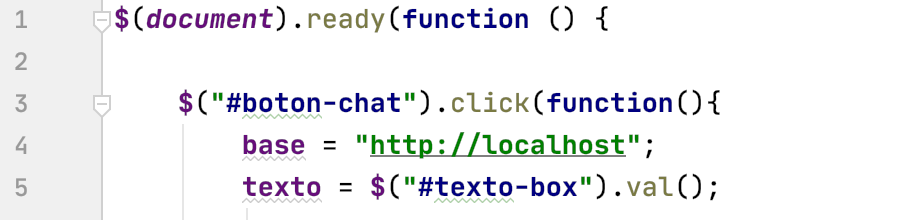 1 $(document).ready(function () {
2
3 $("#boton-chat").click(function(){
4 base = "http://localhost";
5 texto = $("#texto-box").val();